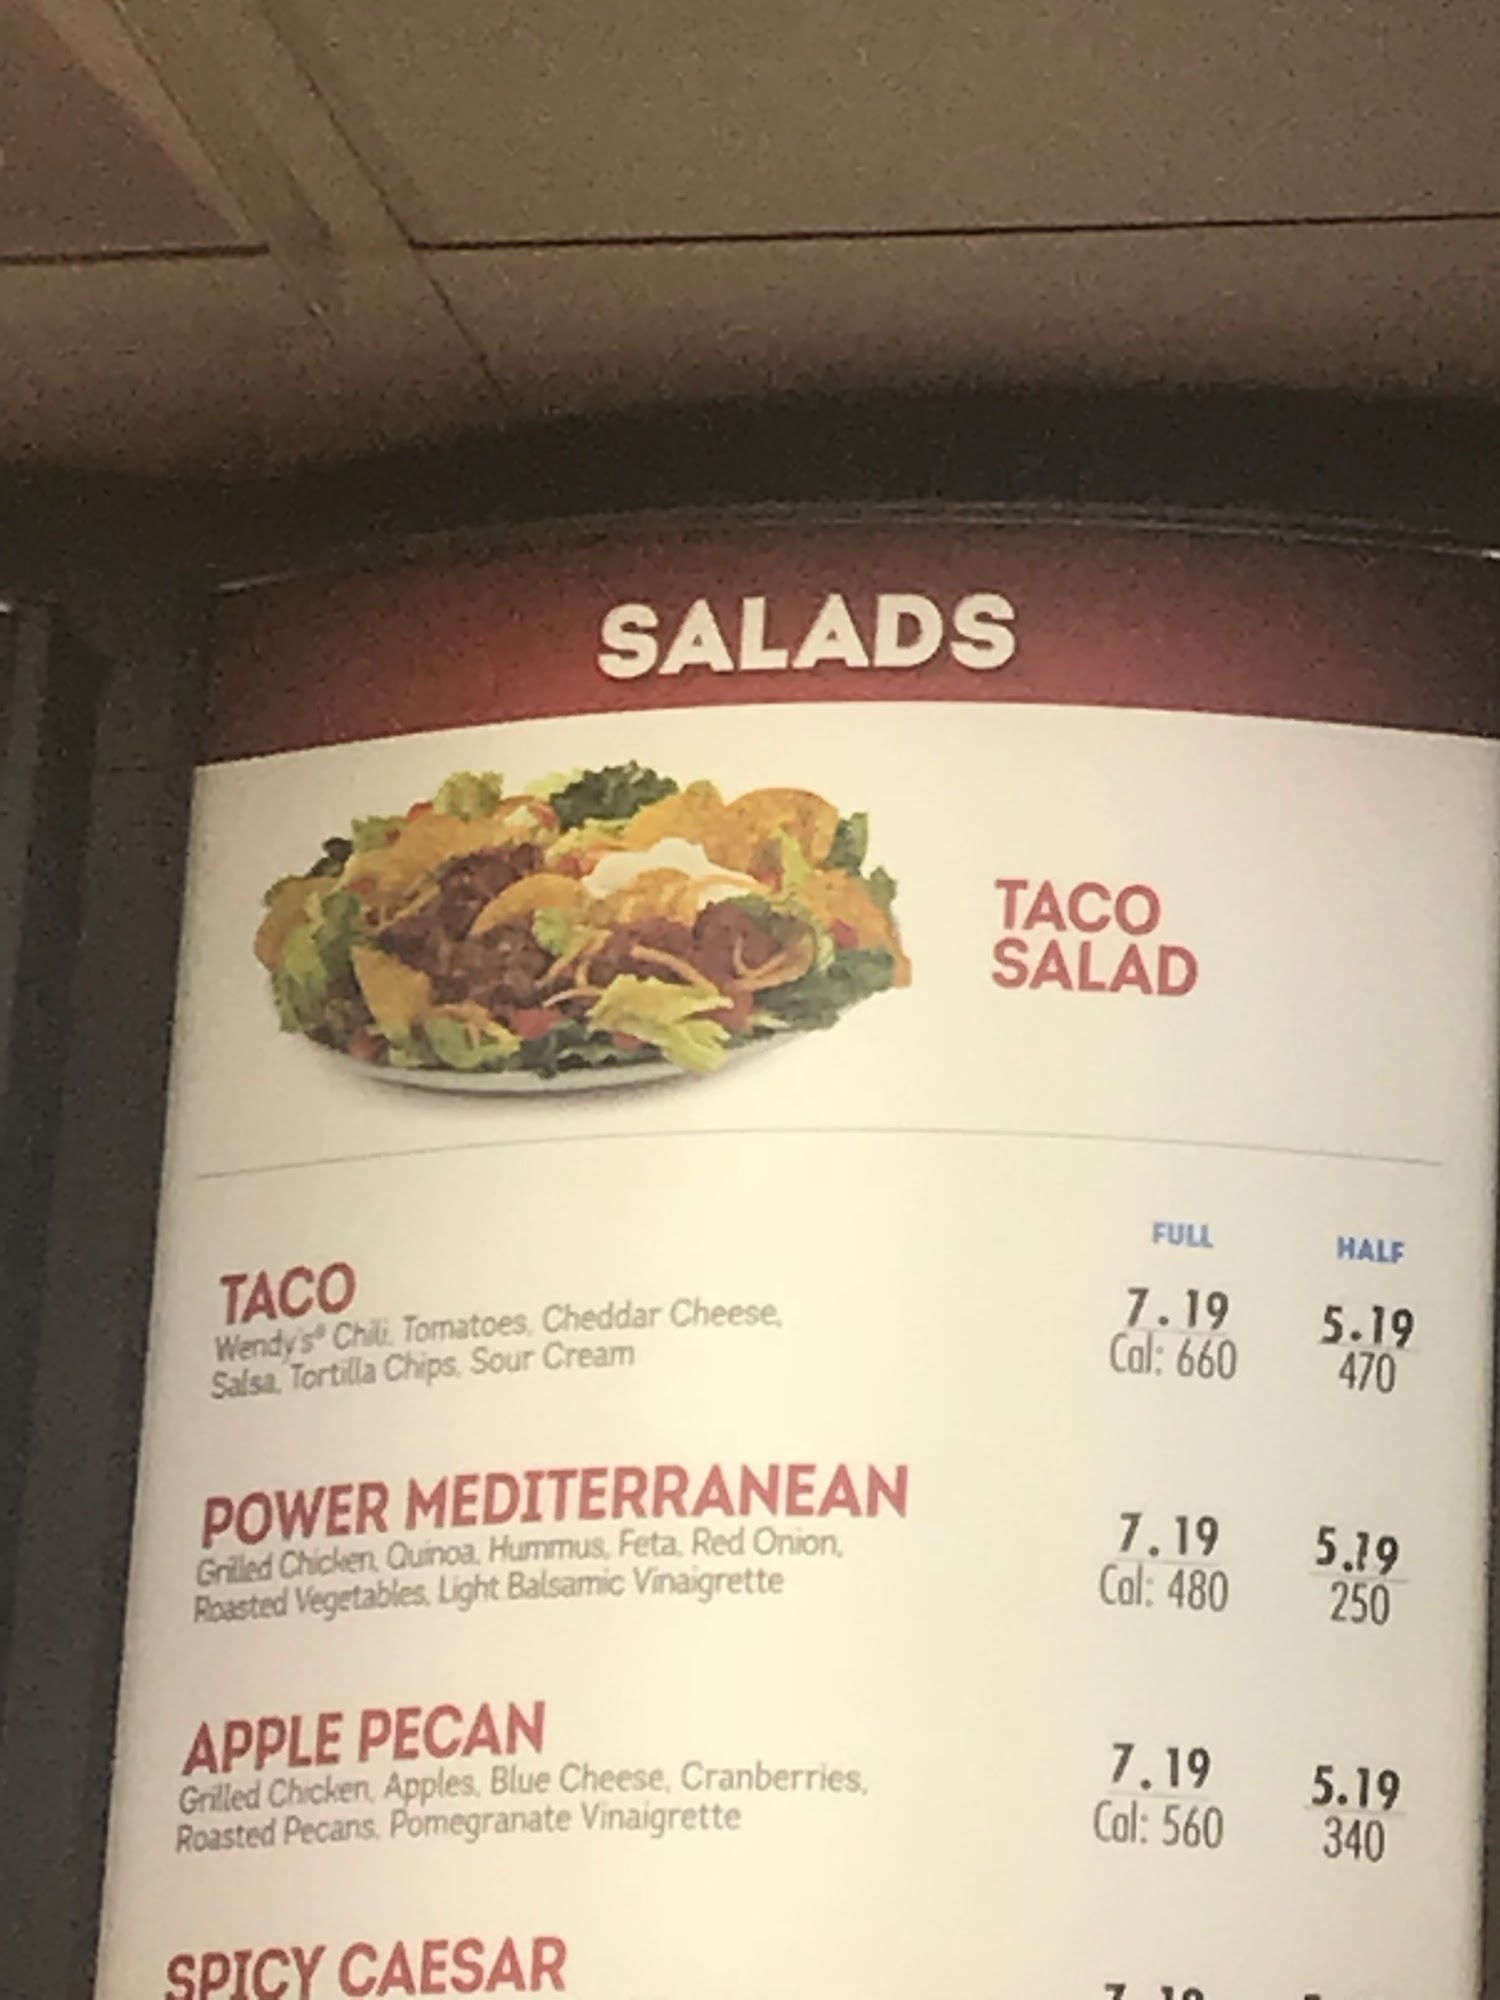 SALADS
TACO
SALAD
FULL HALF
TACO
Wendy's® Chili, Tomatoes, Cheddar Cheese,
Salsa, Tortilla Chips, Sour Cream
7.19 5.19
Cal: 660 470
POWER MEDITERRANEAN
Grilled Chicken, Quinoa, Hummus, Feta, Red Onion,
Roasted Vegetables, Light Balsamic Vinaigrette
7.19 5.19
Cal: 480 250
APPLE PECAN
Grilled Chicken, Apples, Blue Cheese, Cranberries,
Roasted Pecans, Pomegranate Vinaigrette
7.19 5.19
Cal: 560 340
SPICY CAESAR